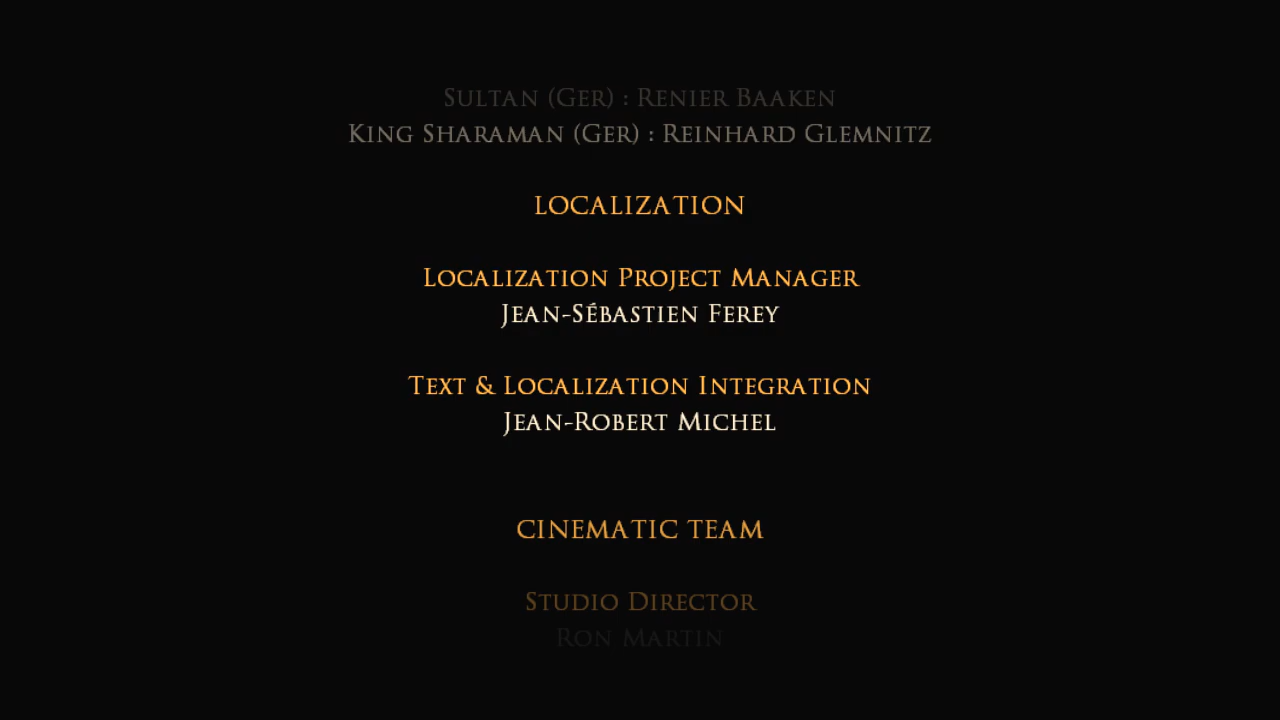 Sultan (Ger) : Renier Baaken
King Sharaman (Ger) : Reinhard Glemnitz
LOCALIZATION
Localization Project Manager
Jean-Sébastien Ferey
Text & Localization Integration
Jean-Robert Michel
CINEMATIC TEAM
Studio Director
Ron Martin